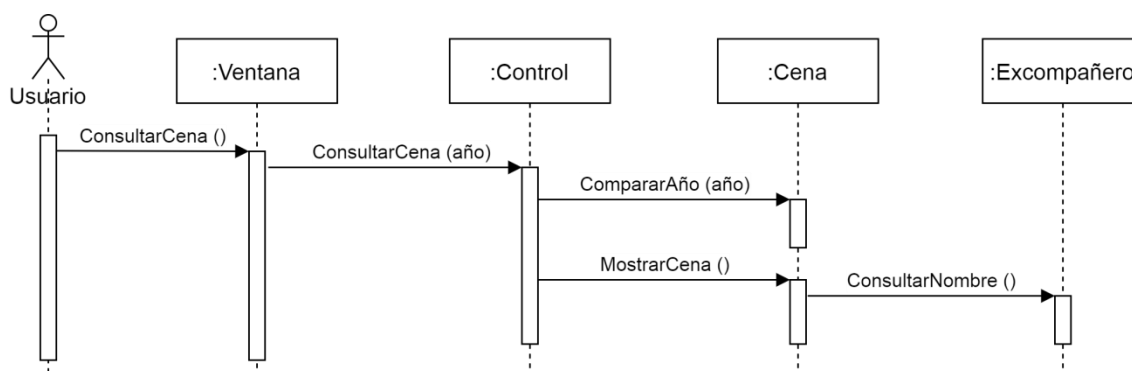 :Ventana
:Control
:Cena
:Excompañero
Usuario
ConsultarCena ()
ConsultarCena (año)
CompararAño (año)
MostrarCena ()
ConsultarNombre ()